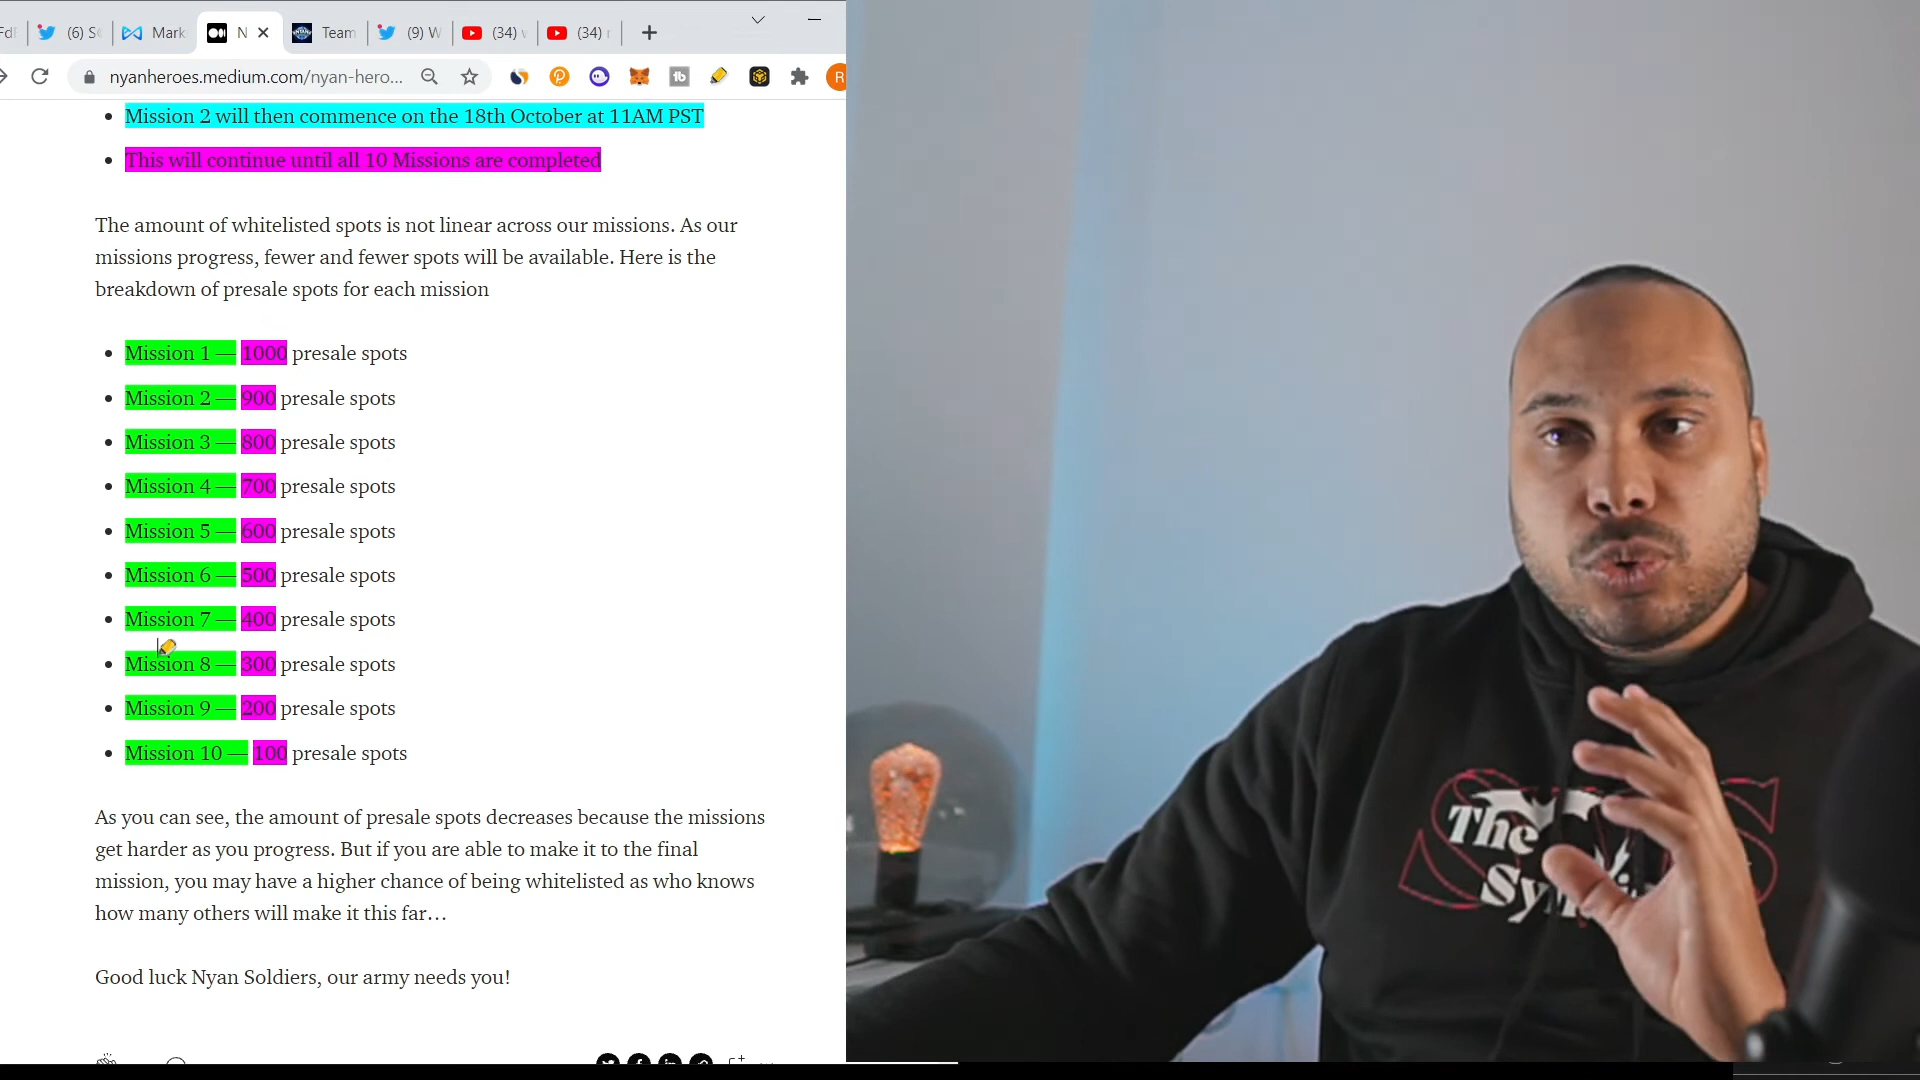 (6) S
Mark
N
Team
(9) W
(34)
(34)
nyanheroes.medium.com/nyan-hero...
R
Mission 2 will then commence on the 18th October at 11AM PST
This will continue until all 10 Missions are completed
The amount of whitelisted spots is not linear across our missions. As our
missions progress, fewer and fewer spots will be available. Here is the
breakdown of presale spots for each mission
Mission 1 — 1000 presale spots
Mission 2 — 900 presale spots
Mission 3 — 800 presale spots
Mission 4 — 700 presale spots
Mission 5 — 600 presale spots
Mission 6 — 500 presale spots
Mission 7 — 400 presale spots
Mission 8 — 300 presale spots
Mission 9 — 200 presale spots
Mission 10 — 100 presale spots
As you can see, the amount of presale spots decreases because the missions
get harder as you progress. But if you are able to make it to the final
mission, you may have a higher chance of being whitelisted as who knows
how many others will make it this far…
Good luck Nyan Soldiers, our army needs you!
The